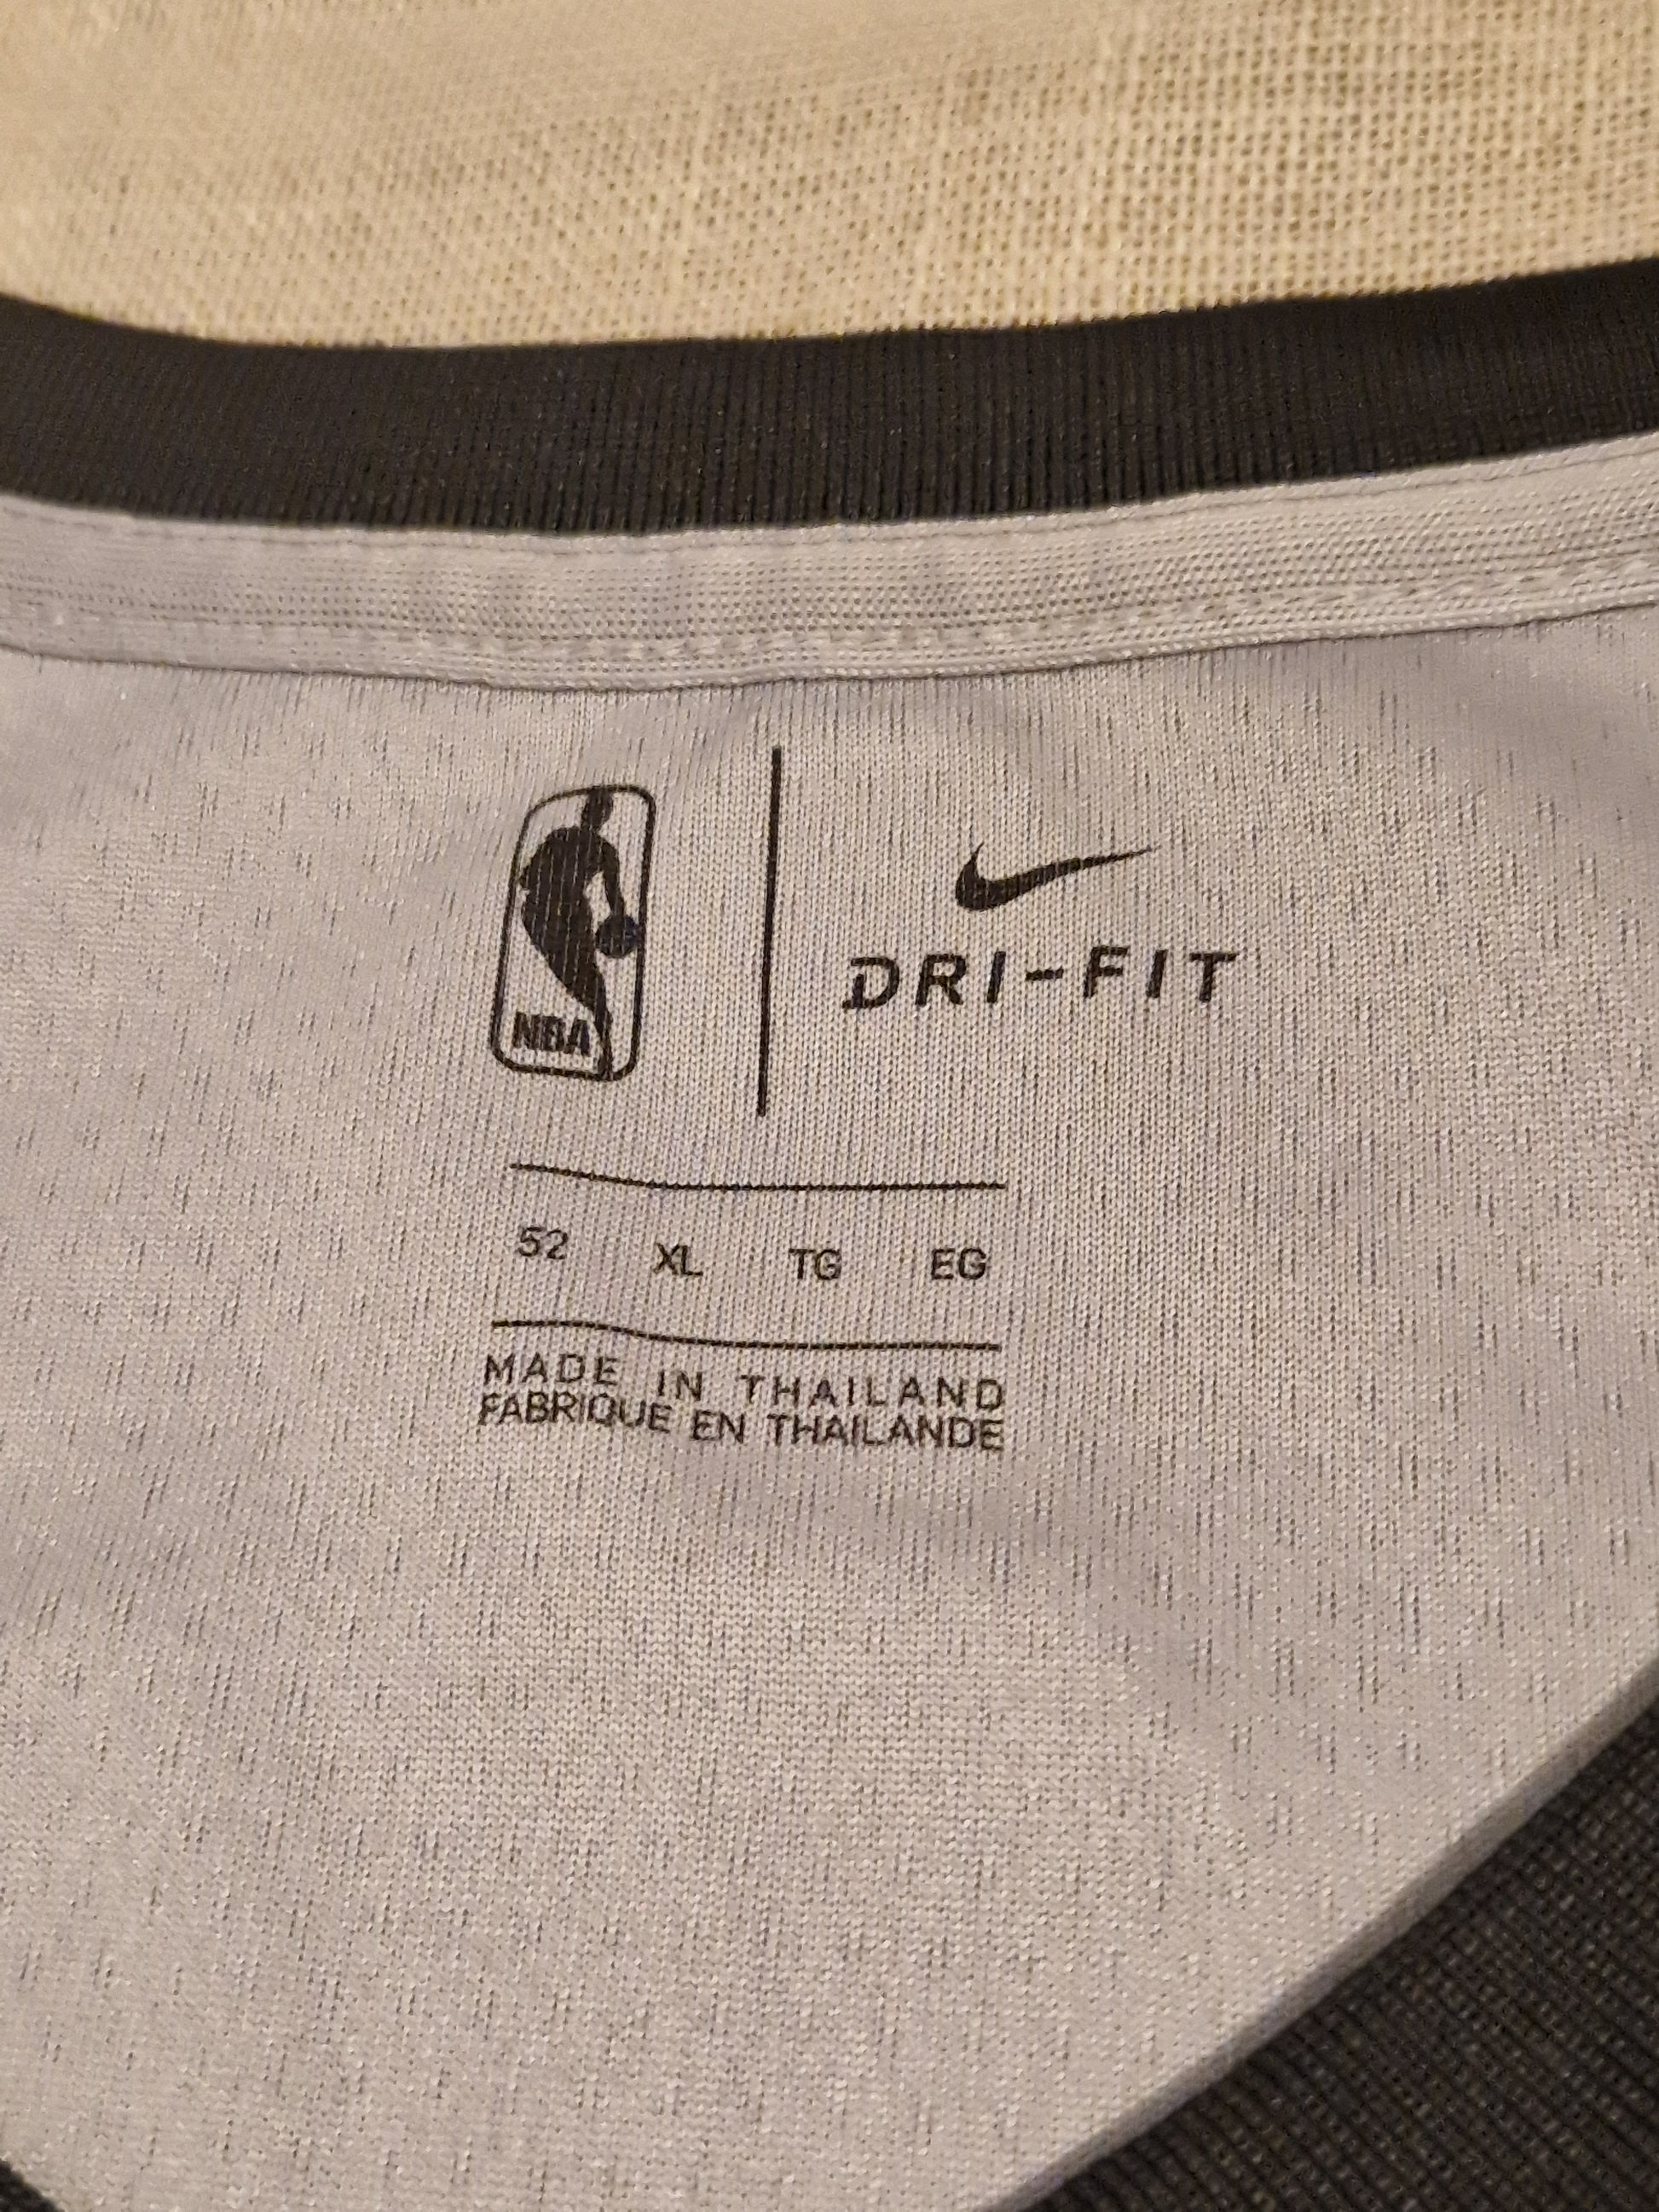 NBA
DRI-FIT
52 XL TG EG
MADE IN THAILAND
FABRIQUE EN THAILANDE